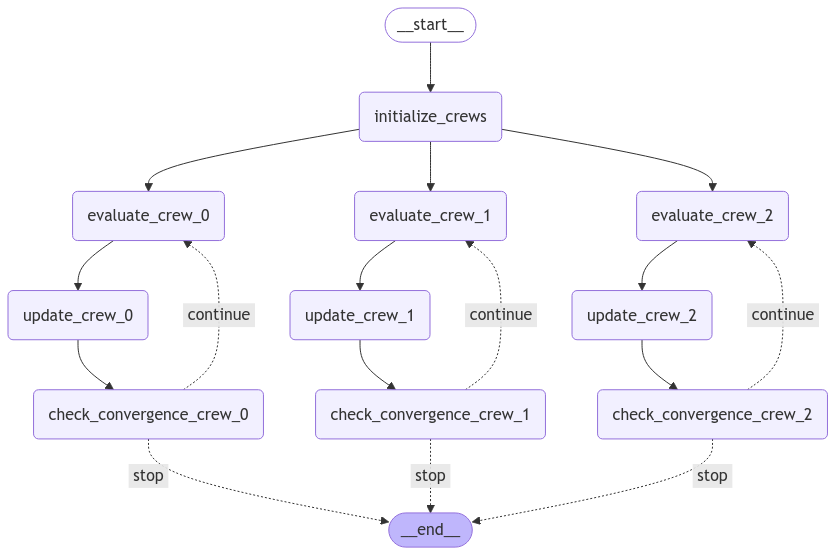 __start__
initialize_crews
evaluate_crew_0
evaluate_crew_1
evaluate_crew_2
update_crew_0
continue
update_crew_1
continue
update_crew_2
continue
check_convergence_crew_0
check_convergence_crew_1
check_convergence_crew_2
stop
stop
stop
__end__